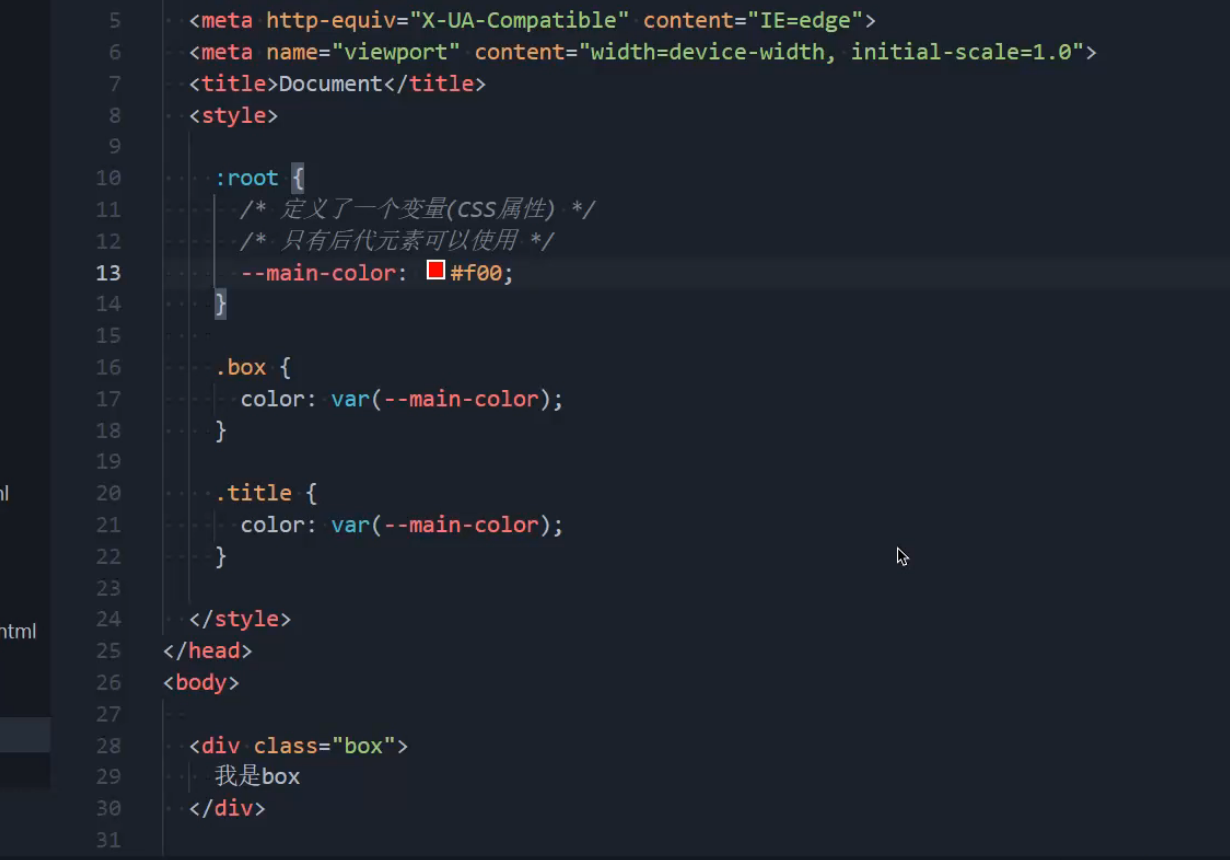 5 <meta http-equiv="X-UA-Compatible" content="IE=edge">
6 <meta name="viewport" content="width=device-width, initial-scale=1.0">
7 <title>Document</title>
8 <style>
9
10 :root {
11 /* 定义了一个变量(CSS属性) */
12 /* 只有后代元素可以使用 */
13 --main-color: #f00;
14 }
15
16 .box {
17 color: var(--main-color);
18 }
19
20 .title {
21 color: var(--main-color);
22 }
23
24 </style>
25 </head>
26 <body>
27
28 <div class="box">
29 我是box
30 </div>
31